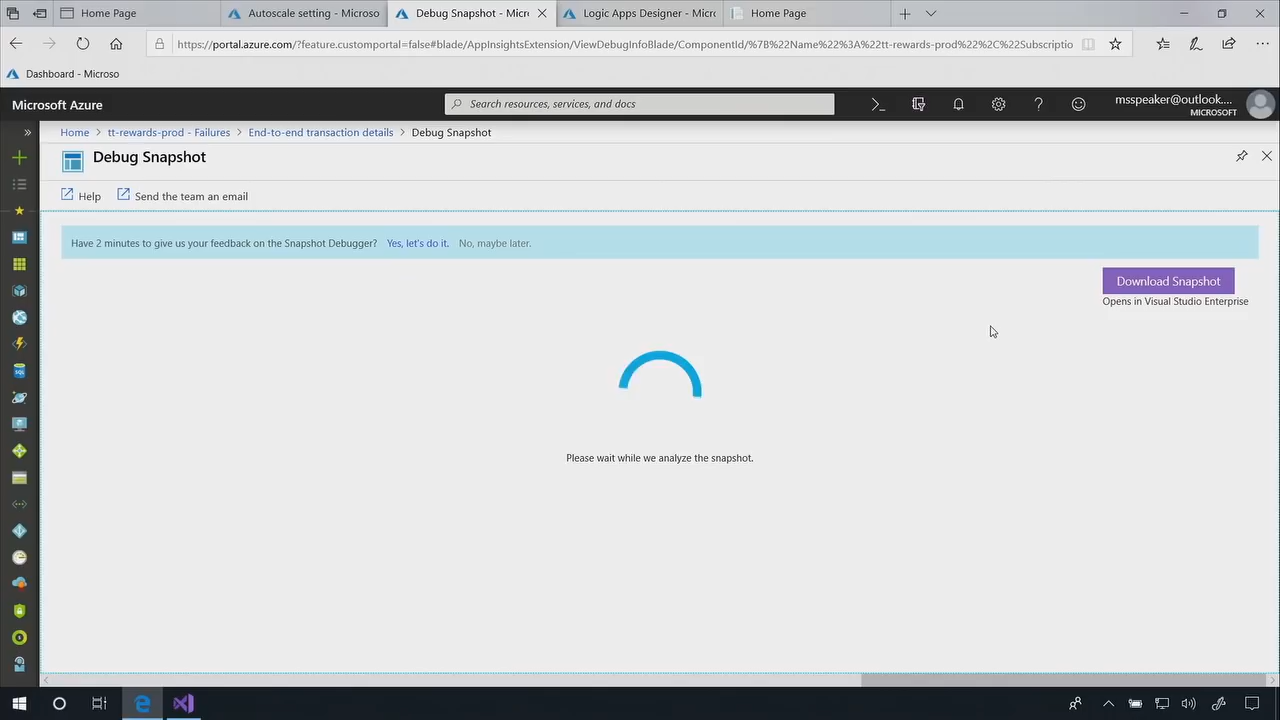 Home Page
Autoscale setting - Microso
Debug Snapshot - Micr
Logic Apps Designer - Micro
Home Page
https://portal.azure.com/?feature.customportal=false#blade/AppInsightsExtension/ViewDebugInfoBlade/ComponentId/%7B%22Name%22%3A%22tt-rewards-prod%22%2C%22Subscriptio
Dashboard - Microso
Microsoft Azure
Search resources, services, and docs
msspeaker@outlook....
MICROSOFT
Home > tt-rewards-prod - Failures > End-to-end transaction details > Debug Snapshot
Debug Snapshot
Help
Send the team an email
Have 2 minutes to give us your feedback on the Snapshot Debugger? Yes, let's do it. No, maybe later.
Download Snapshot
Opens in Visual Studio Enterprise
Please wait while we analyze the snapshot.